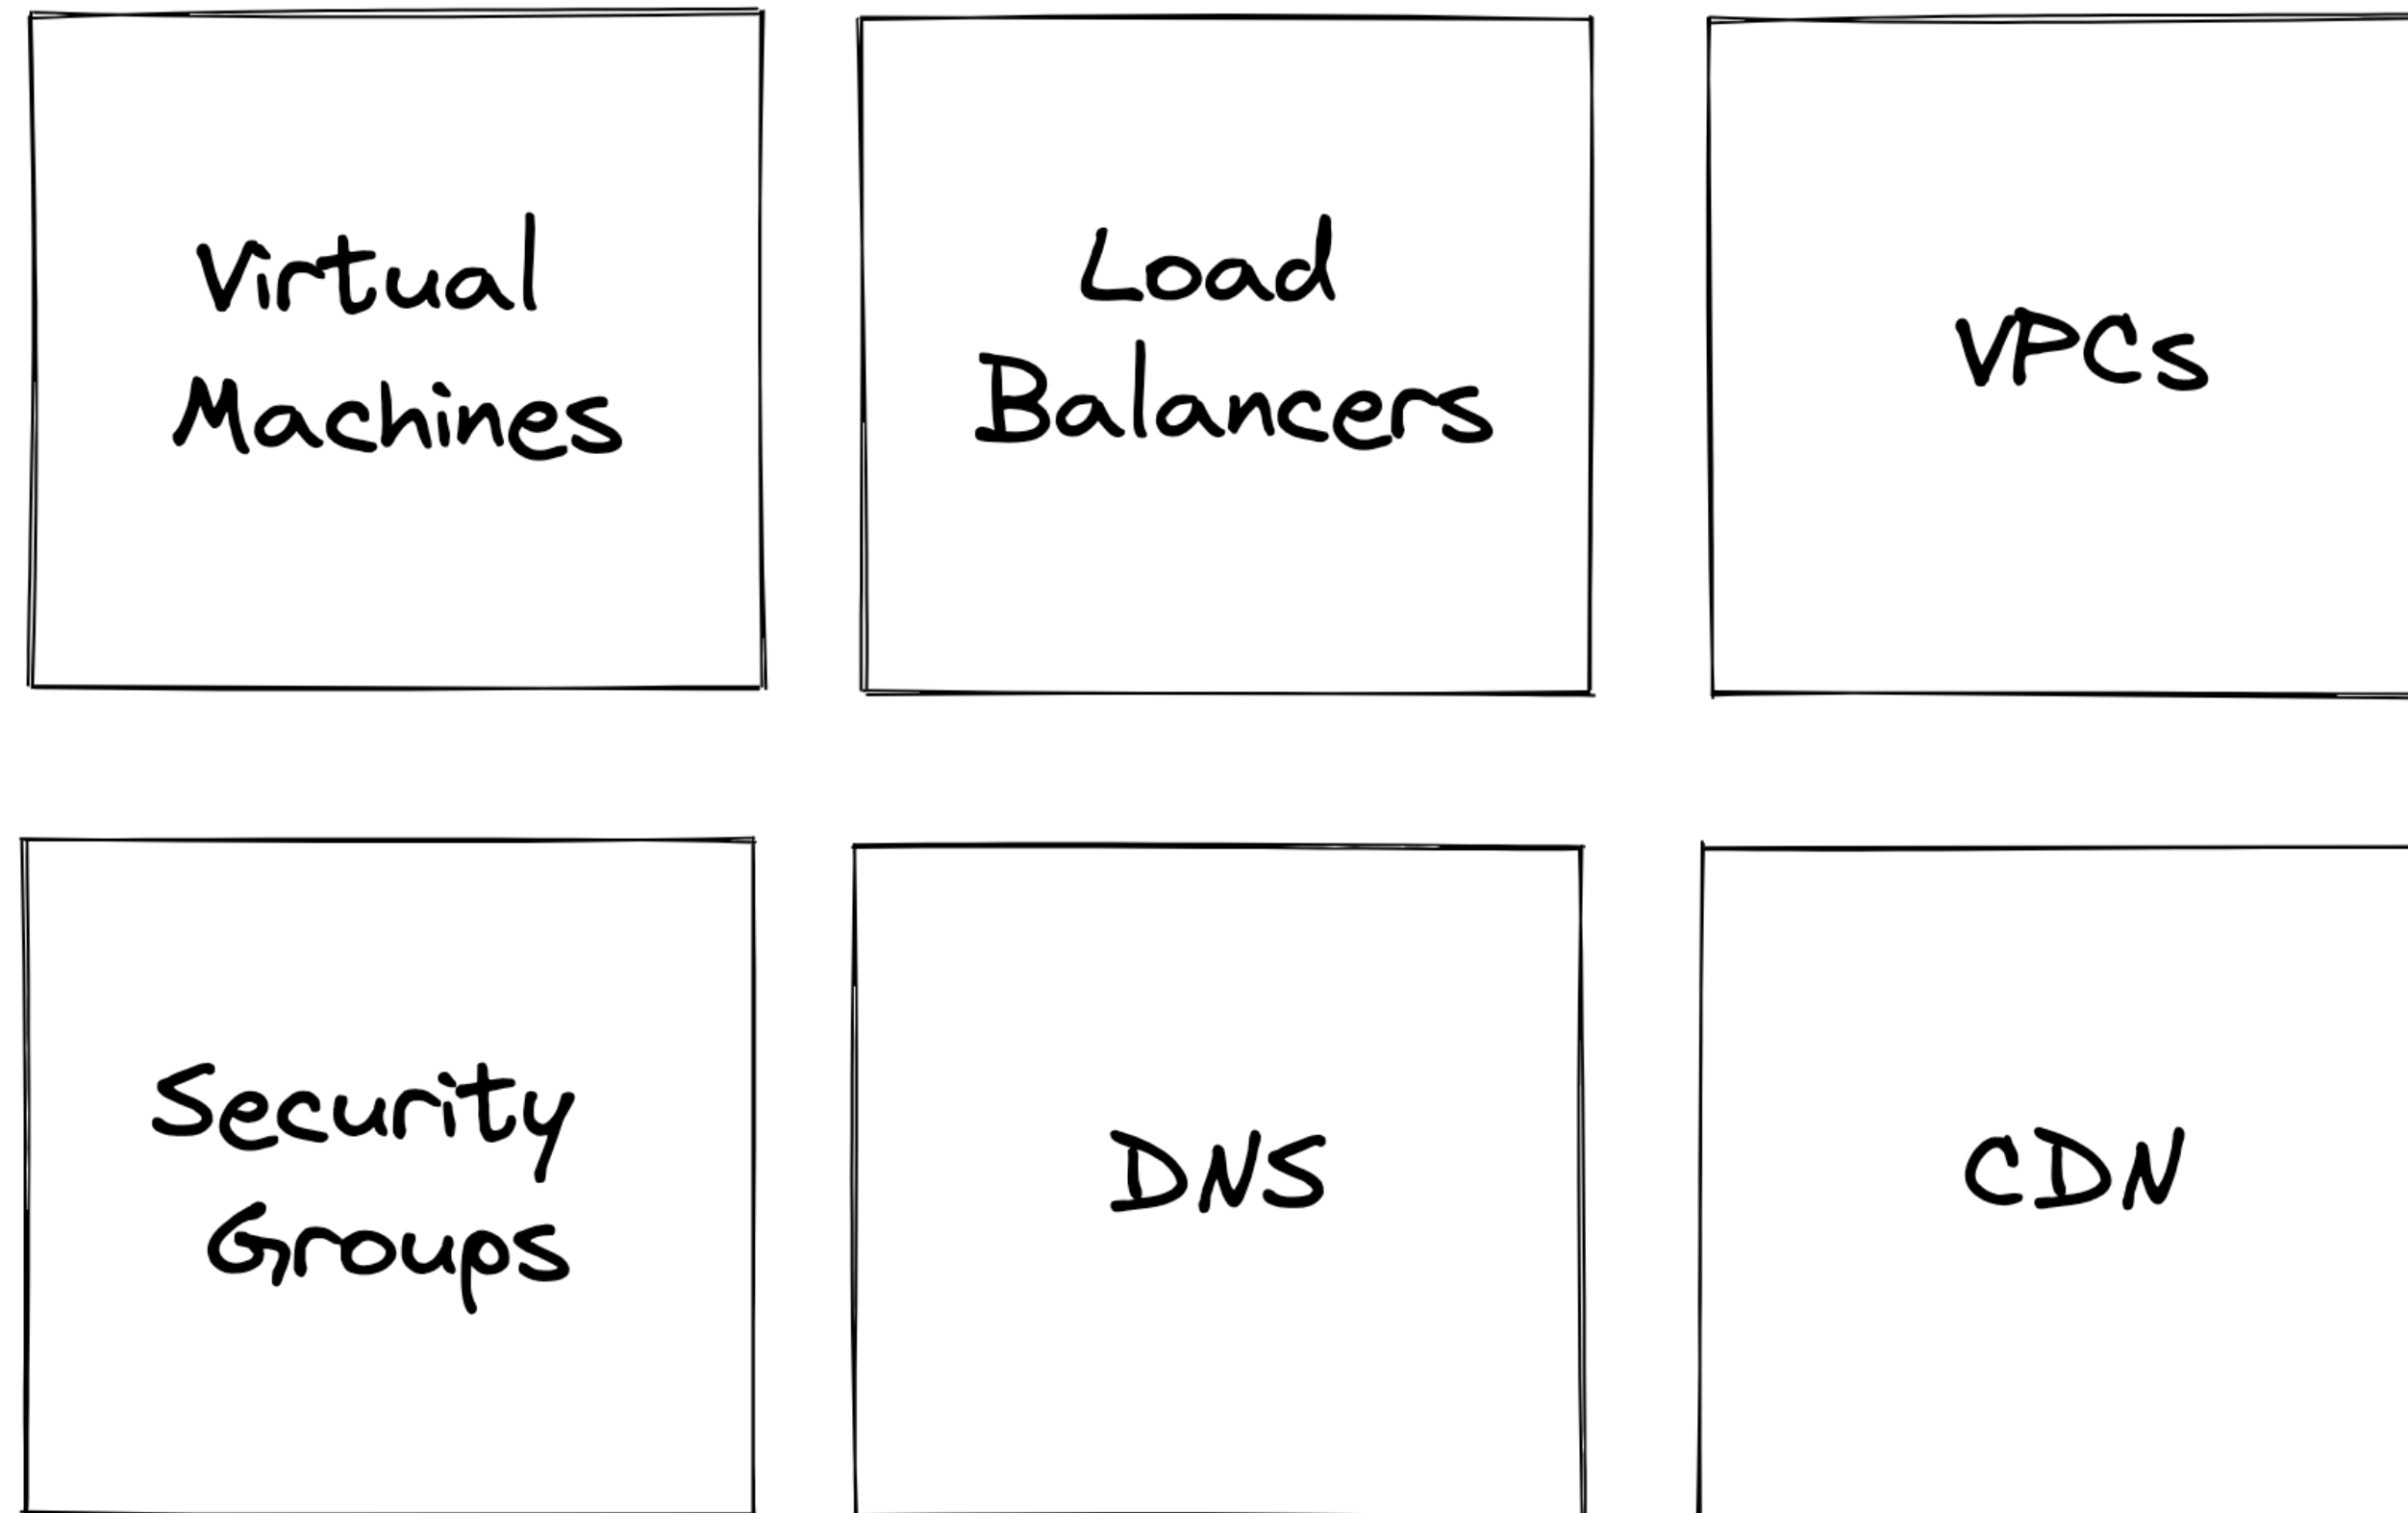 Virtual
Machines
Load
Balancers
VPCs
Security
Groups
DNS
CDN